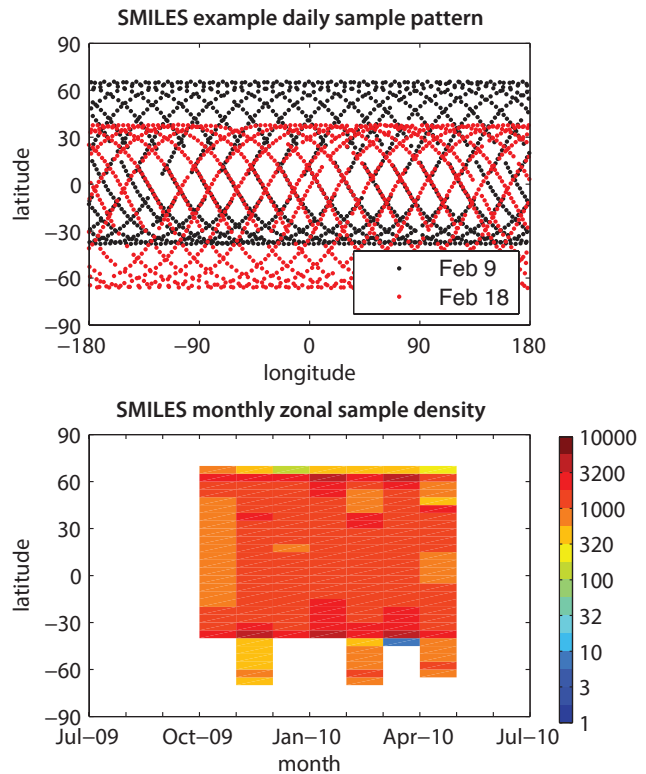 SMILES example daily sample pattern
90
60
30
0
−30
−60
−90
latitude
Feb 9
Feb 18
−180
−90
0
90
180
longitude
SMILES monthly zonal sample density
90
60
30
0
−30
−60
−90
latitude
Jul−09
Oct−09
Jan−10
Apr−10
Jul−10
month
10000
3200
1000
320
100
32
10
3
1